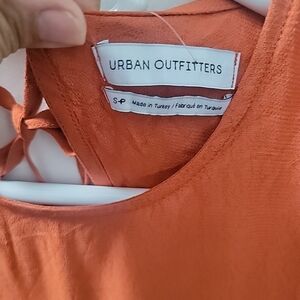 URBAN OUTFITTERS
S-P Made in Turkey / Fabriqué en Turquie